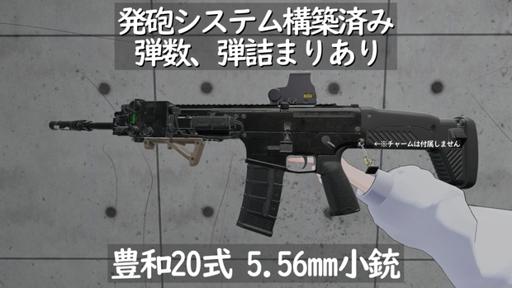 発砲システム構築済み
弾数、弾詰まりあり
←※チャームは付属しません
豊和20式 5.56mm小銃